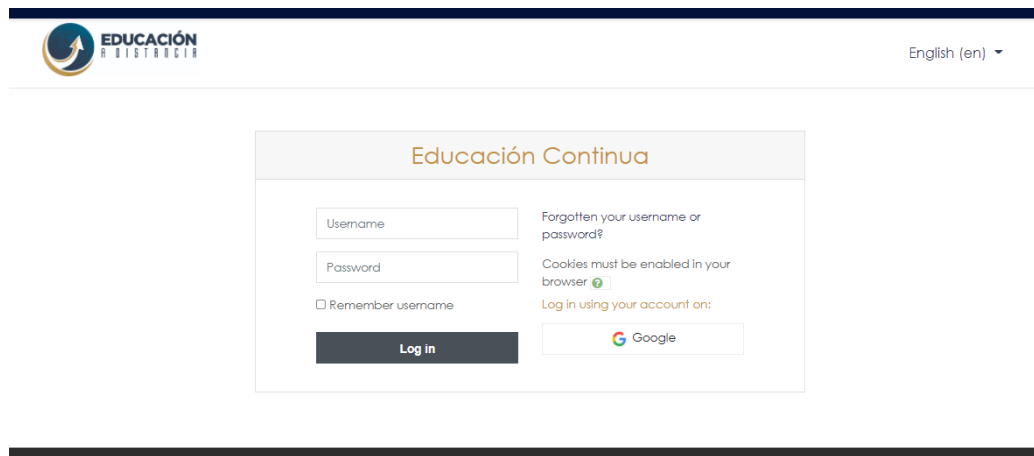 EDUCACIÓN
A DISTANCIA
English (en)
Educación Continua
Username
Password
Remember username
Log in
Forgotten your username or
password?
Cookies must be enabled in your
browser
Log in using your account on:
Google